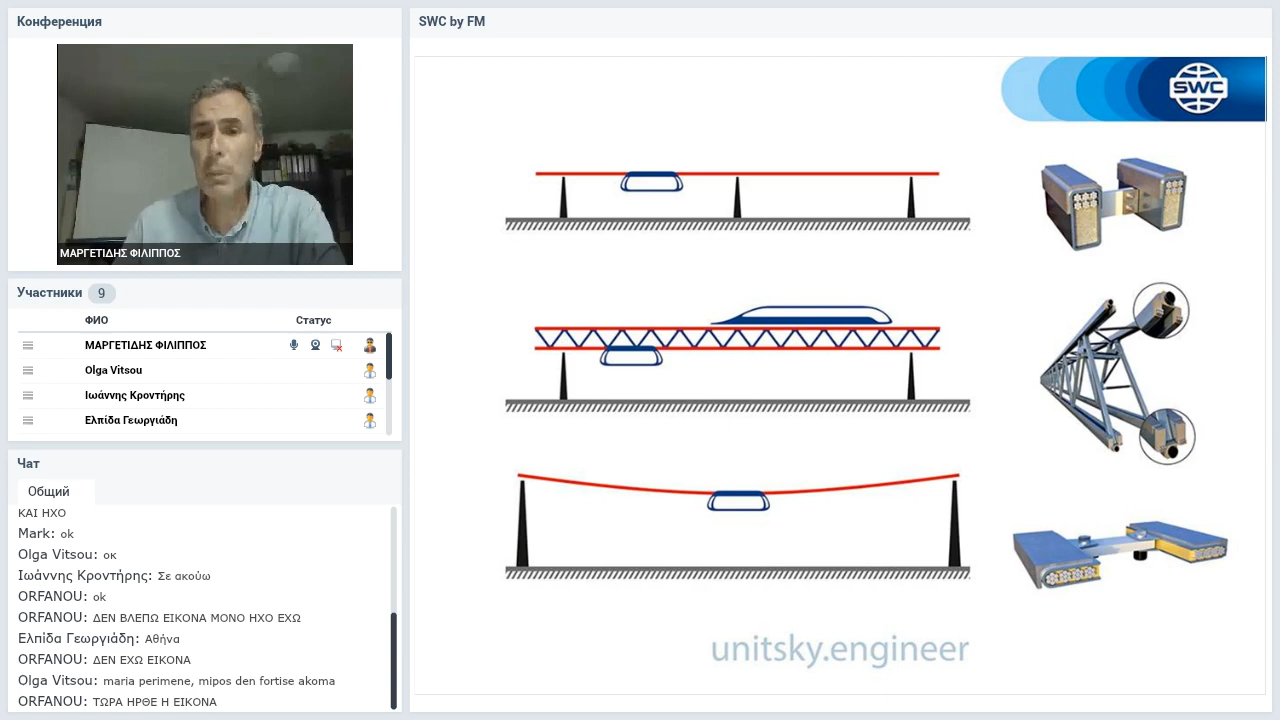 Конференция
ΜΑΡΓΕΤΙΔΗΣ ΦΙΛΙΠΠΟΣ
Участники 9
ФИО Статус
ΜΑΡΓΕΤΙΔΗΣ ΦΙΛΙΠΠΟΣ
Olga Vitsou
Ιωάννης Κροντήρης
Ελπίδα Γεωργιάδη
Чат
Общий
ΚΑΙ ΗΧΟ
Mark: ok
Olga Vitsou: οκ
Ιωάννης Κροντήρης: Σε ακούω
ORFANOU: ok
ORFANOU: ΔΕΝ ΒΛΕΠΩ ΕΙΚΟΝΑ ΜΟΝΟ ΗΧΟ ΕΧΩ
Ελπίδα Γεωργιάδη: Αθήνα
ORFANOU: ΔΕΝ ΕΧΩ ΕΙΚΟΝΑ
Olga Vitsou: maria perimene, mipos den fortise akoma
ORFANOU: ΤΩΡΑ ΗΡΘΕ Η ΕΙΚΟΝΑ
SWC by FM
SWC
unitsky.engineer